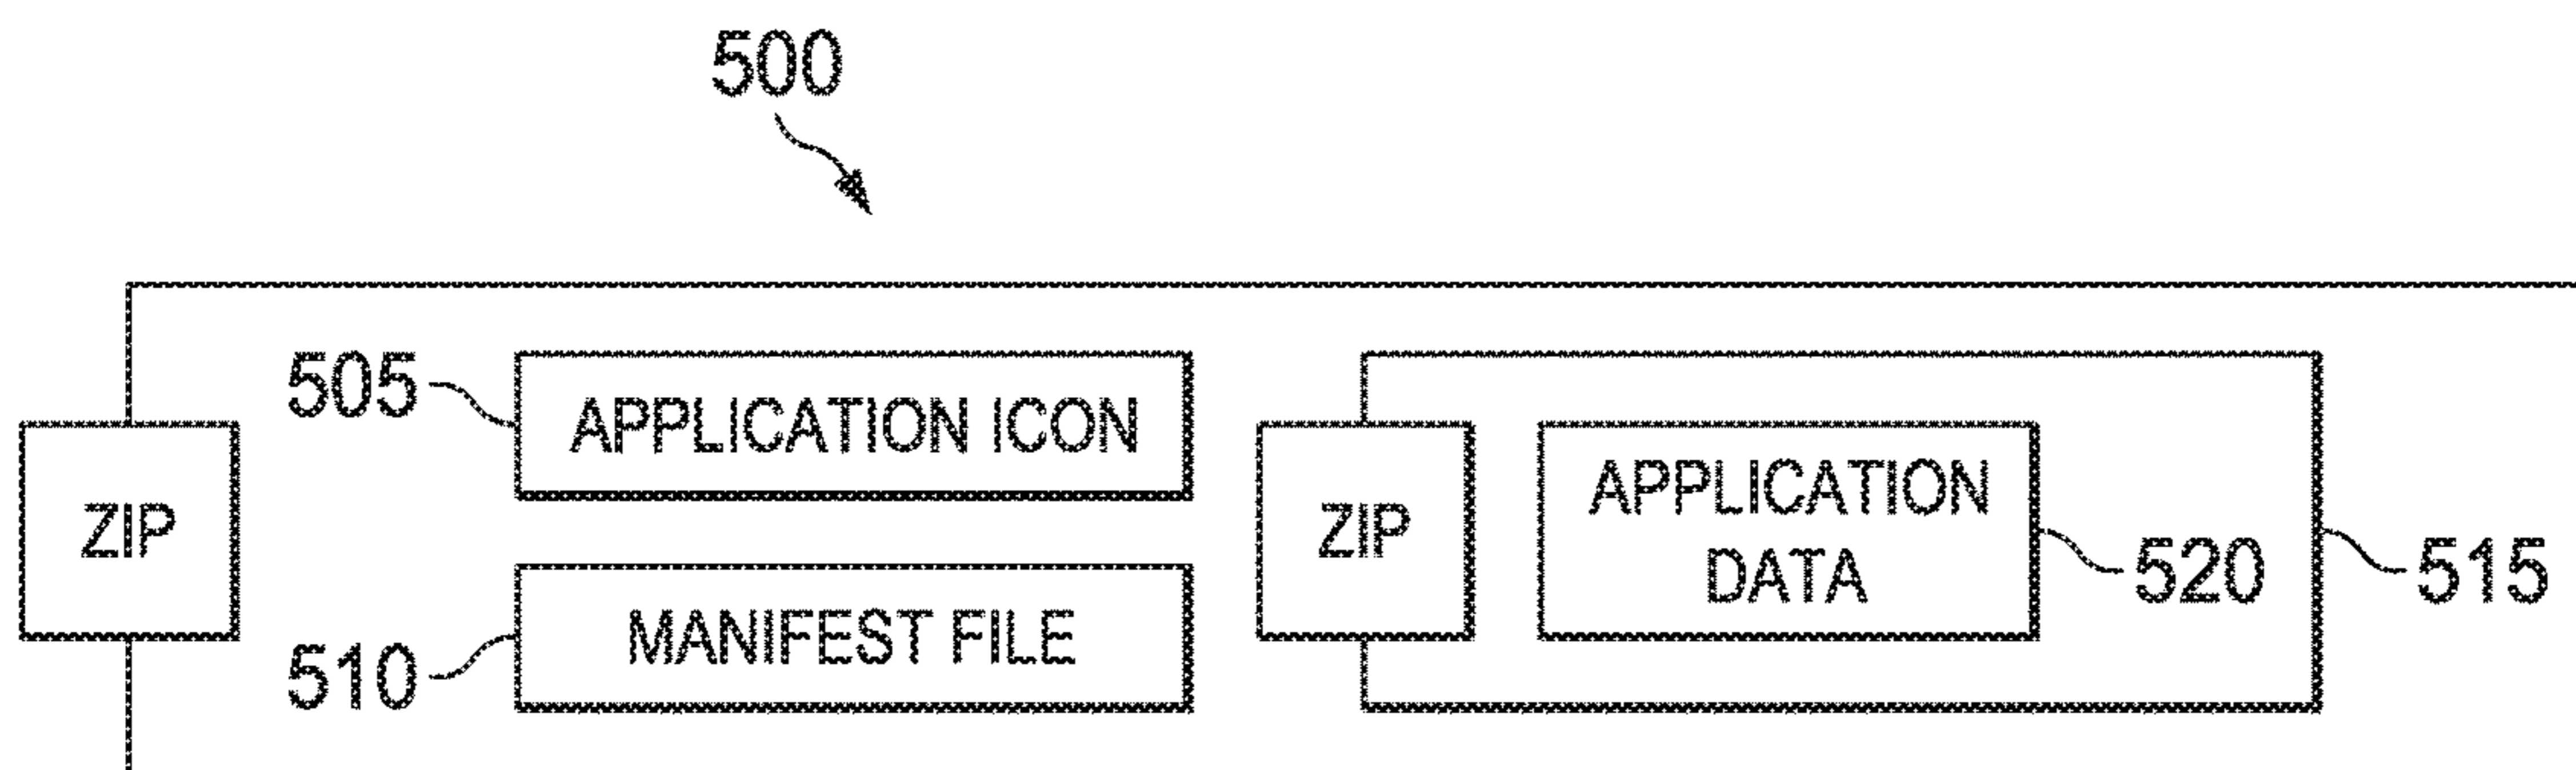 500
505
APPLICATION ICON
ZIP
510
MANIFEST FILE
ZIP
APPLICATION
DATA
520
515